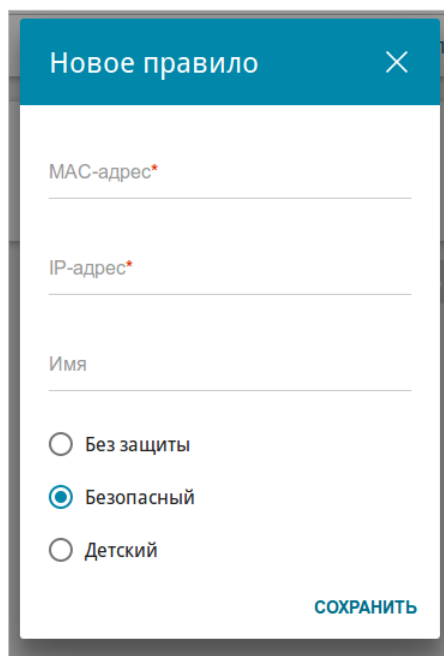 Новое правило
MAC-адрес*
IP-адрес*
Имя
Без защиты
Безопасный
Детский
СОХРАНИТЬ